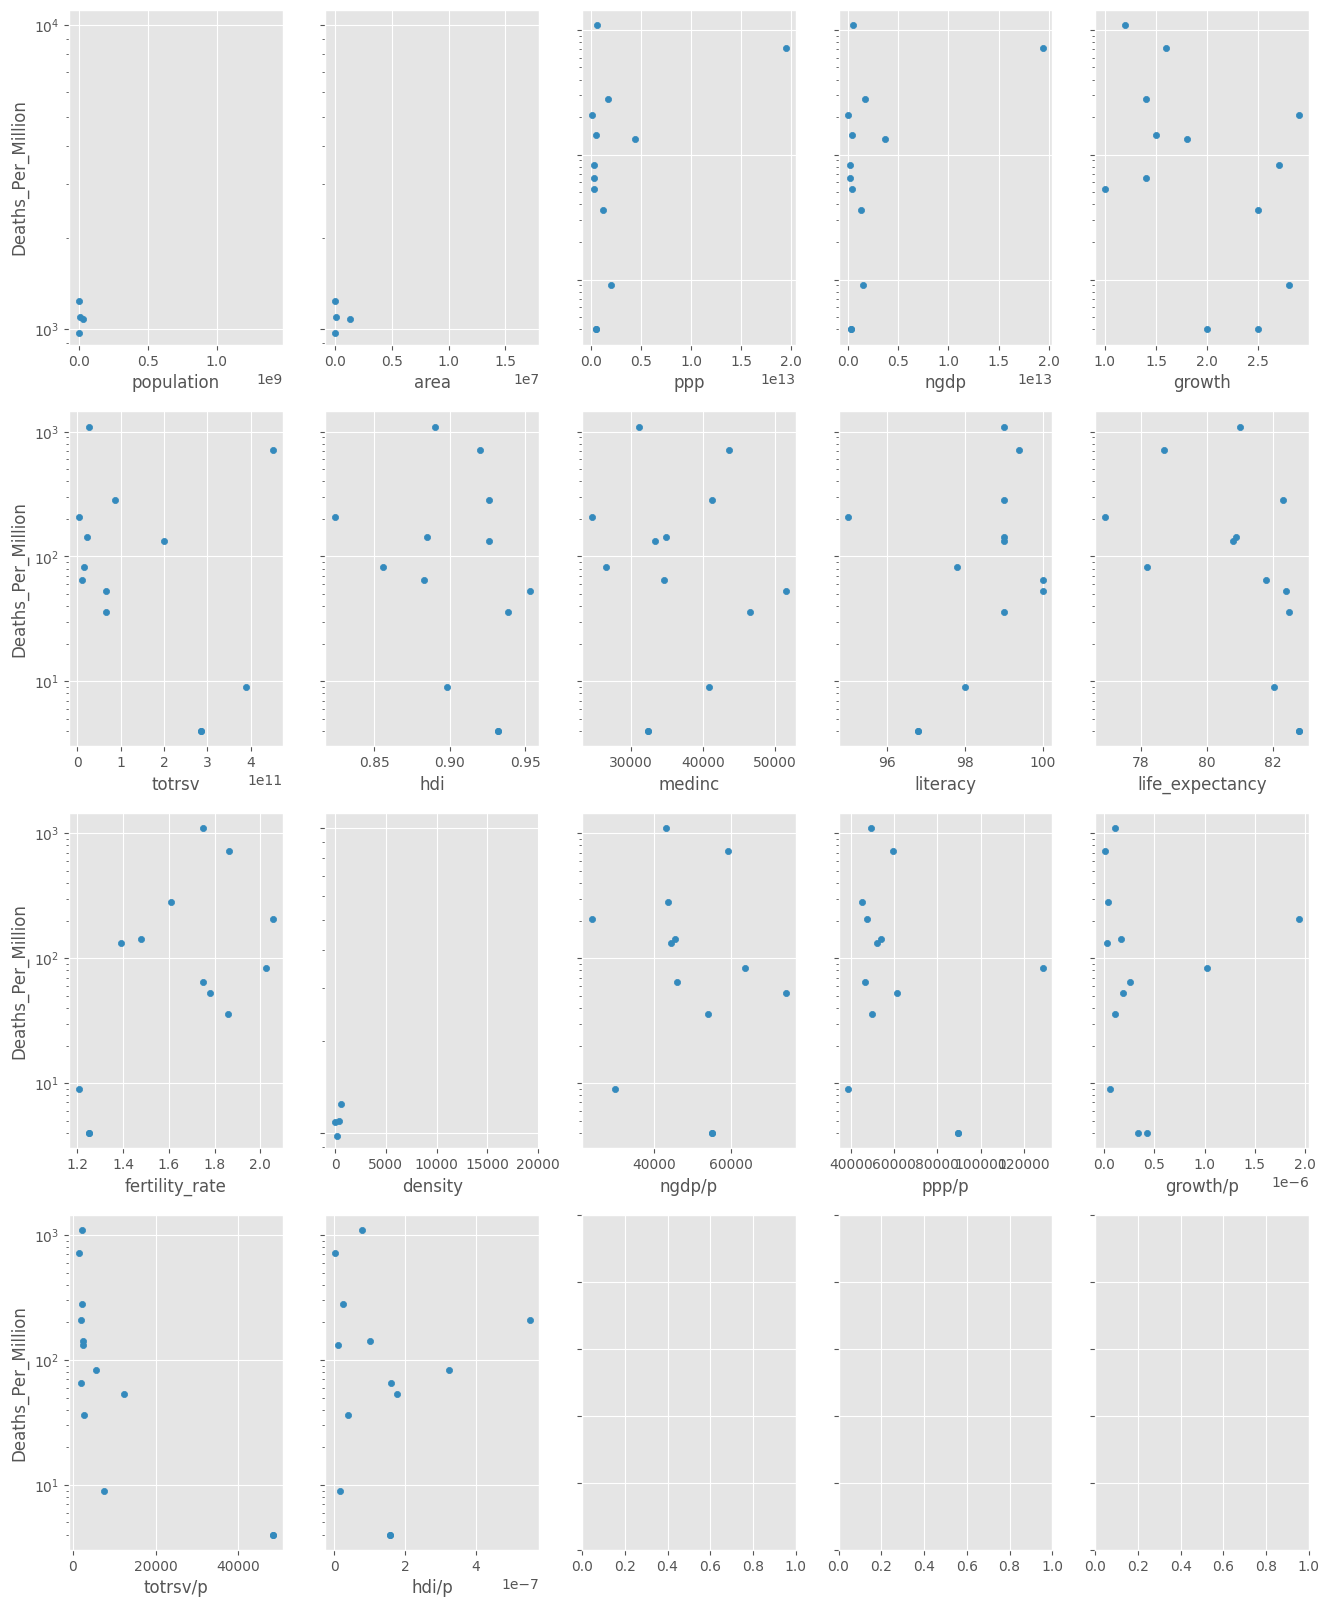 10⁴
10³
Deaths_Per_Million
0.0 0.5 1.0
1e9
population
0.0 0.5 1.0 1.5
1e7
area
0.0 0.5 1.0 1.5 2.0
1e13
ppp
0.0 0.5 1.0 1.5 2.0
1e13
ngdp
1.0 1.5 2.0 2.5
growth
10³
10²
10¹
Deaths_Per_Million
0 1 2 3 4
1e11
totrsv
0.85 0.90 0.95
hdi
30000 40000 50000
medinc
96 98 100
literacy
78 80 82
life_expectancy
10³
10²
10¹
Deaths_Per_Million
1.2 1.4 1.6 1.8 2.0
fertility_rate
0 5000 10000 15000 20000
density
40000 60000
ngdp/p
40000 60000 80000 100000 120000
ppp/p
0.0 0.5 1.0 1.5 2.0
1e−6
growth/p
10³
10²
10¹
Deaths_Per_Million
0 20000 40000
totrsv/p
0 2 4
1e−7
hdi/p
0.0 0.2 0.4 0.6 0.8 1.0
0.0 0.2 0.4 0.6 0.8 1.0
0.0 0.2 0.4 0.6 0.8 1.0